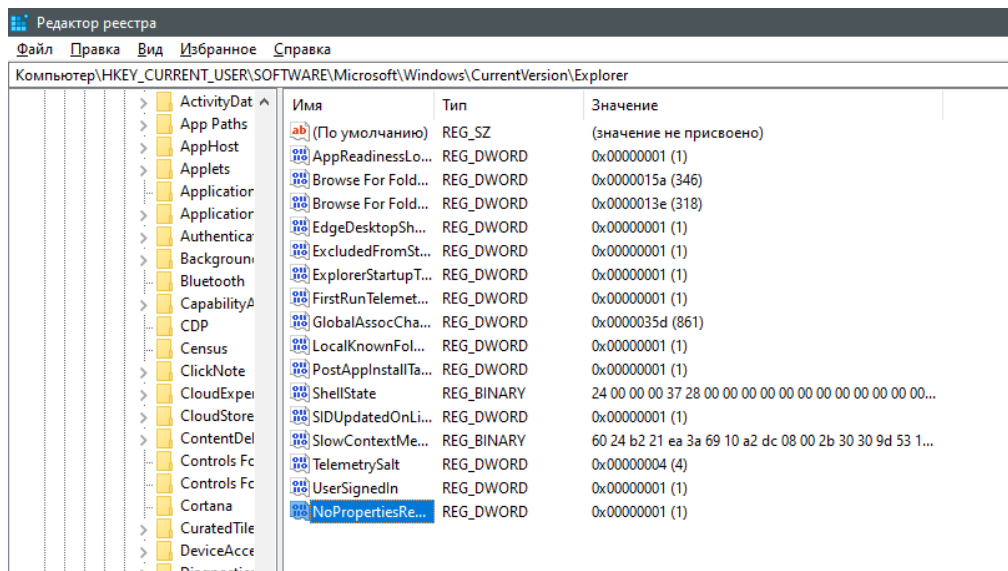 Редактор реестра
Файл Правка Вид Избранное Справка
Компьютер\HKEY_CURRENT_USER\SOFTWARE\Microsoft\Windows\CurrentVersion\Explorer
ActivityDat
App Paths
AppHost
Applets
Application
Application
Authentica
Backgroun
Bluetooth
CapabilityA
CDP
Census
ClickNote
CloudExper
CloudStore
ContentDel
Controls Fo
Controls Fo
Cortana
CuratedTile
DeviceAcce
Имя Тип Значение
ab (По умолчанию) REG_SZ (значение не присвоено)
AppReadinessLo... REG_DWORD 0x00000001 (1)
Browse For Fold... REG_DWORD 0x0000015a (346)
Browse For Fold... REG_DWORD 0x0000013e (318)
EdgeDesktopSh... REG_DWORD 0x00000001 (1)
ExcludedFromSt... REG_DWORD 0x00000001 (1)
ExplorerStartupT... REG_DWORD 0x00000001 (1)
FirstRunTelemet... REG_DWORD 0x00000001 (1)
GlobalAssocCha... REG_DWORD 0x0000035d (861)
LocalKnownFol... REG_DWORD 0x00000001 (1)
PostAppInstallTa... REG_DWORD 0x00000001 (1)
ShellState REG_BINARY 24 00 00 00 37 28 00 00 00 00 00 00 00 00 00 00 00 00...
SIDUpdatedOnLi... REG_DWORD 0x00000001 (1)
SlowContextMe... REG_BINARY 60 24 b2 21 ea 3a 69 10 a2 dc 08 00 2b 30 30 9d 53 1...
TelemetrySalt REG_DWORD 0x00000004 (4)
UserSignedIn REG_DWORD 0x00000001 (1)
NoPropertiesRe... REG_DWORD 0x00000001 (1)